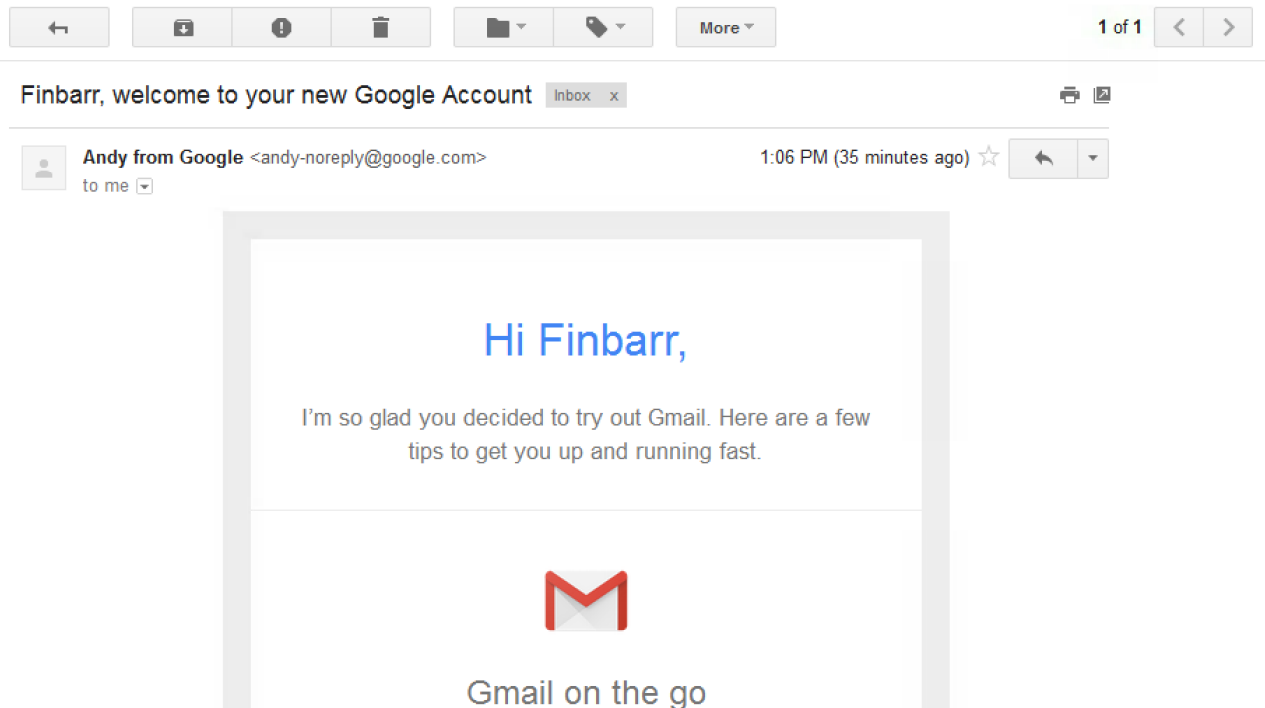 More
1 of 1
Finbarr, welcome to your new Google Account
Inbox x
Andy from Google <andy-noreply@google.com>
1:06 PM (35 minutes ago)
to me
Hi Finbarr,
I’m so glad you decided to try out Gmail. Here are a few
tips to get you up and running fast.
Gmail on the go